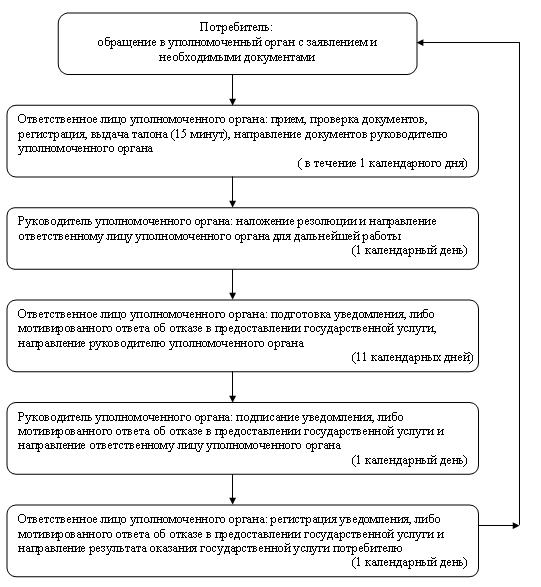 Потребитель:
обращение в уполномоченный орган с заявлением и
необходимыми документами
Ответственное лицо уполномоченного органа: прием, проверка документов,
регистрация, выдача талона (15 минут), направление документов руководителю
уполномоченного органа
( в течение 1 календарного дня)
Руководитель уполномоченного органа: наложение резолюции и направление
ответственному лицу уполномоченного органа для дальнейшей работы
(1 календарный день)
Ответственное лицо уполномоченного органа: подготовка уведомления, либо
мотивированного ответа об отказе в предоставлении государственной услуги,
направление руководителю уполномоченного органа
(11 календарных дней)
Руководитель уполномоченного органа: подписание уведомления, либо
мотивированного ответа об отказе в предоставлении государственной услуги и
направление ответственному лицу уполномоченного органа
(1 календарный день)
Ответственное лицо уполномоченного органа: регистрация уведомления, либо
мотивированного ответа об отказе в предоставлении государственной услуги и
направление результата оказания государственной услуги потребителю
(1 календарный день)